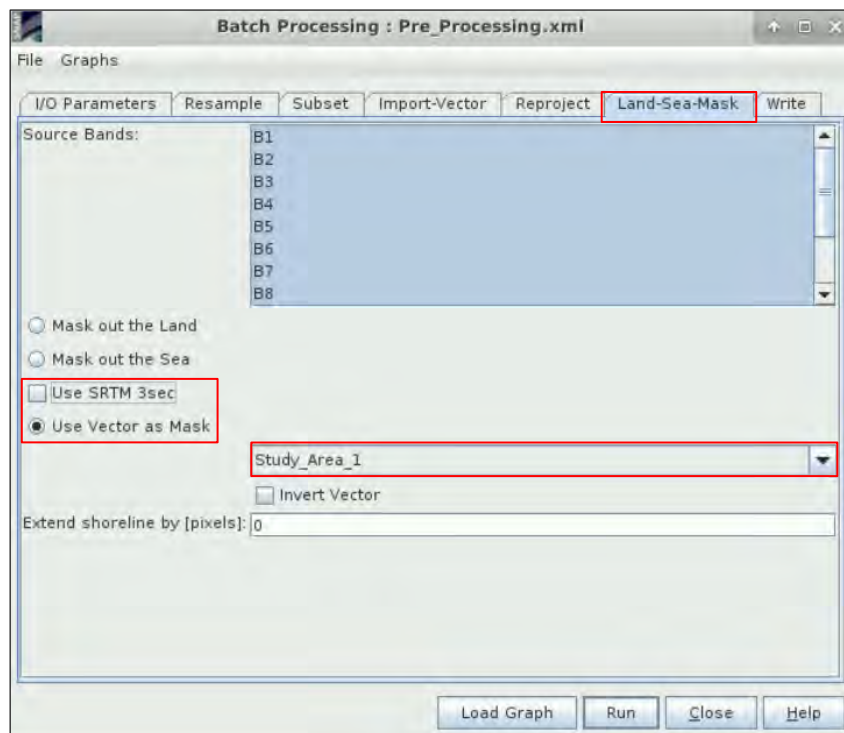 Batch Processing : Pre_Processing.xml
File Graphs
I/O Parameters Resample Subset Import-Vector Reproject Land-Sea-Mask Write
Source Bands:
B1
B2
B3
B4
B5
B6
B7
B8
Mask out the Land
Mask out the Sea
Use SRTM 3sec
Use Vector as Mask
Study_Area_1
Invert Vector
Extend shoreline by [pixels]: 0
Load Graph Run Close Help